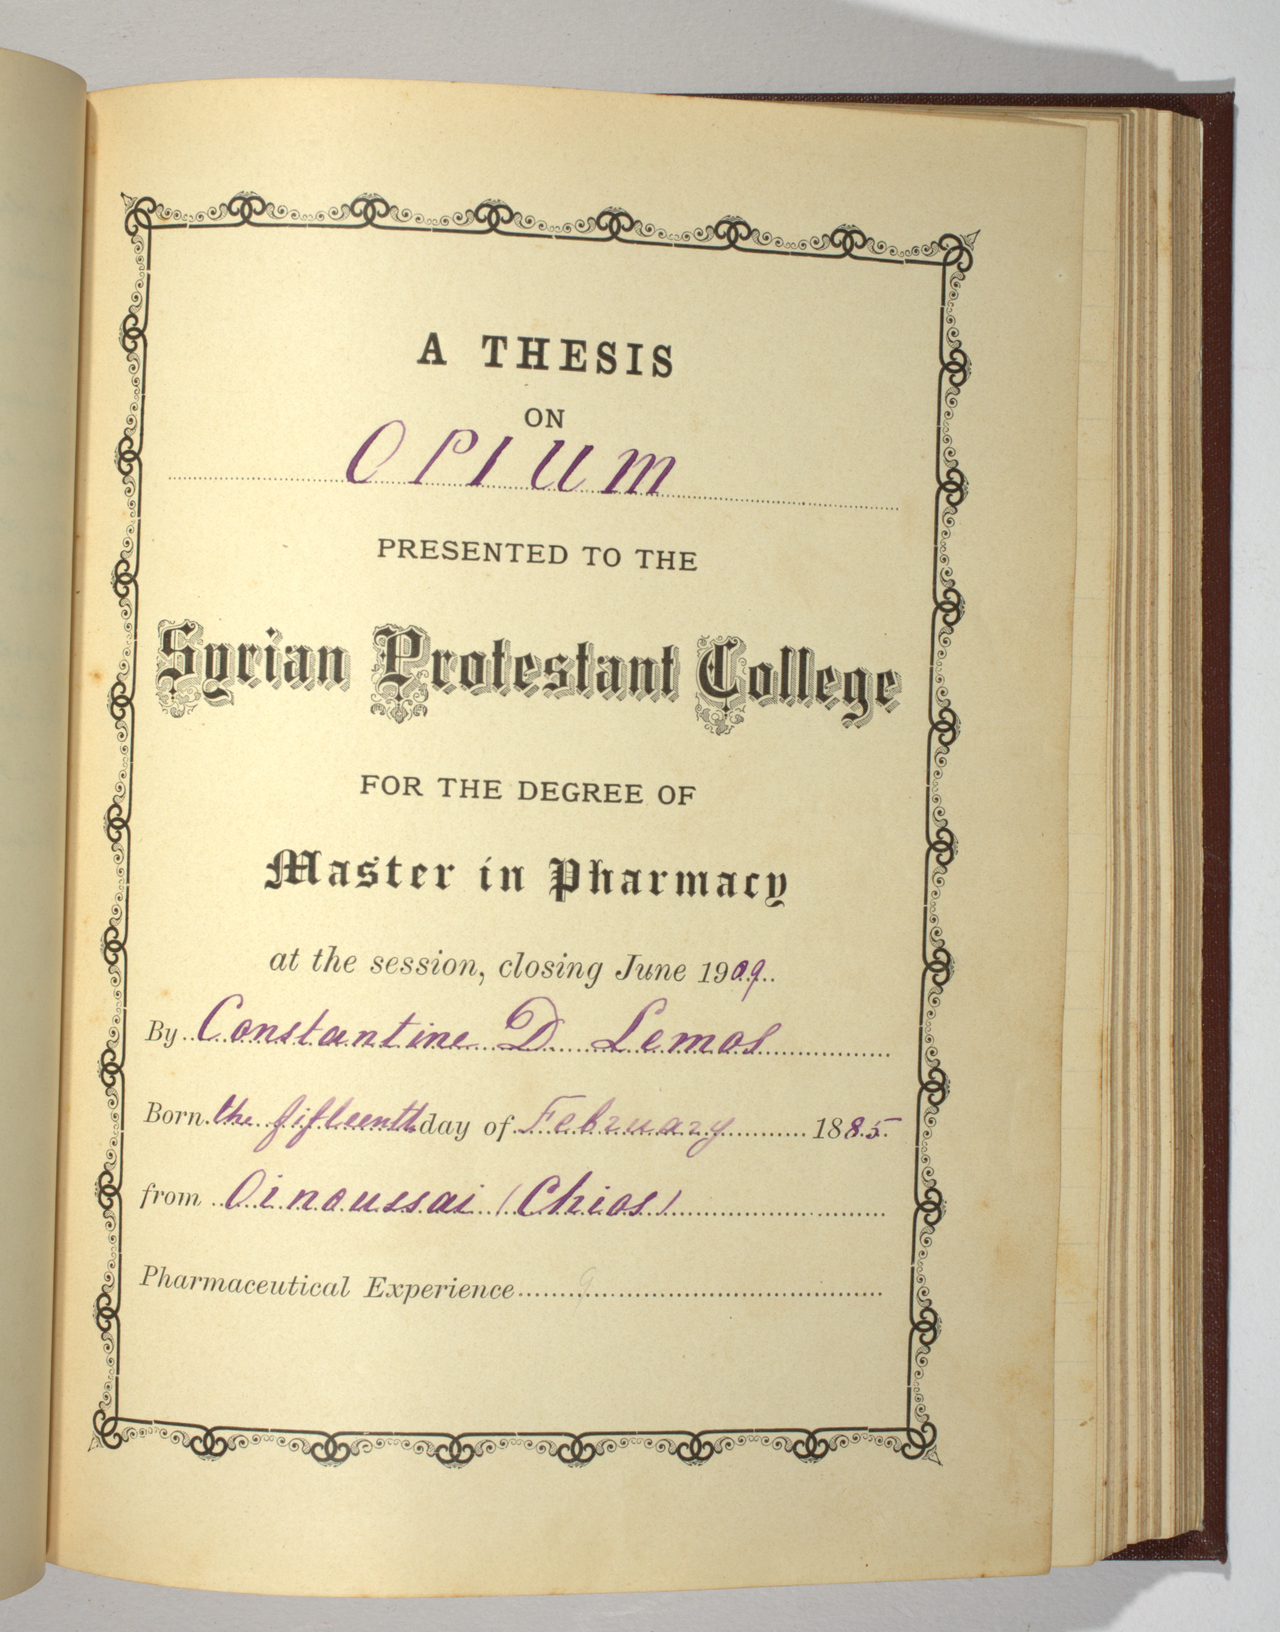 A THESIS
ON
OPIUM
PRESENTED TO THE
Syrian Protestant College
FOR THE DEGREE OF
Master in Pharmacy
at the session, closing June 1909
By Constantine D Lemos
Born the fifteenth day of February 1885
from Oinoussai (Chios)
Pharmaceutical Experience